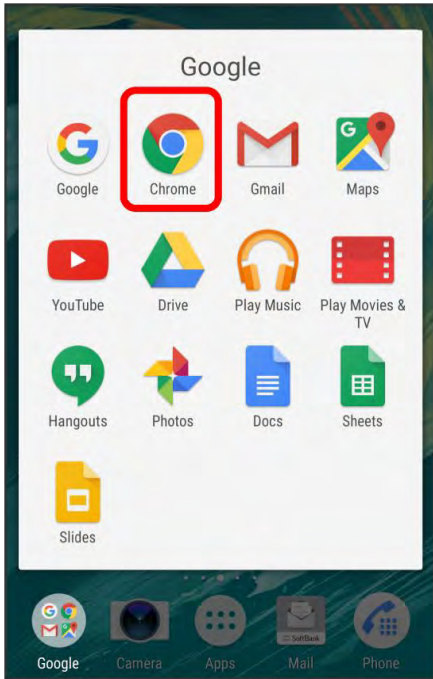 Google
Google Chrome Gmail Maps
YouTube Drive Play Music Play Movies &
TV
Hangouts Photos Docs Sheets
Slides
SoftBank
Google Camera Apps Mail Phone